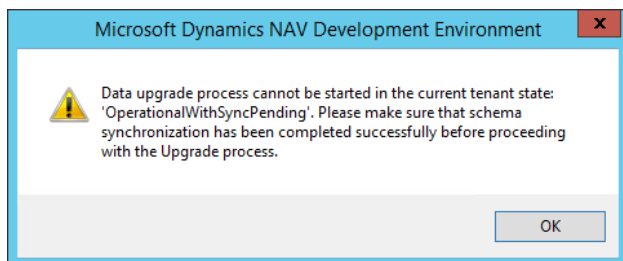 Microsoft Dynamics NAV Development Environment
x
Data upgrade process cannot be started in the current tenant state:
'OperationalWithSyncPending'. Please make sure that schema
synchronization has been completed successfully before proceeding
with the Upgrade process.
OK